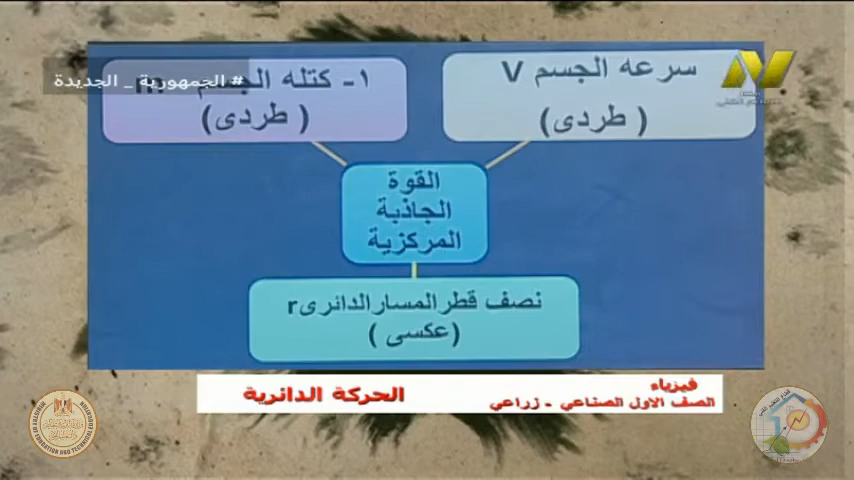 #الجمهورية _ الجديدة
١- كتله الجسم m
( طردى)
سرعه الجسم V
( طردى)
القوة
الجاذبة
المركزية
نصف قطر المسار الدائرى r
(عكسى )
فيزياء
الصف الاول الصناعي - زراعي
الحركة الدائرية